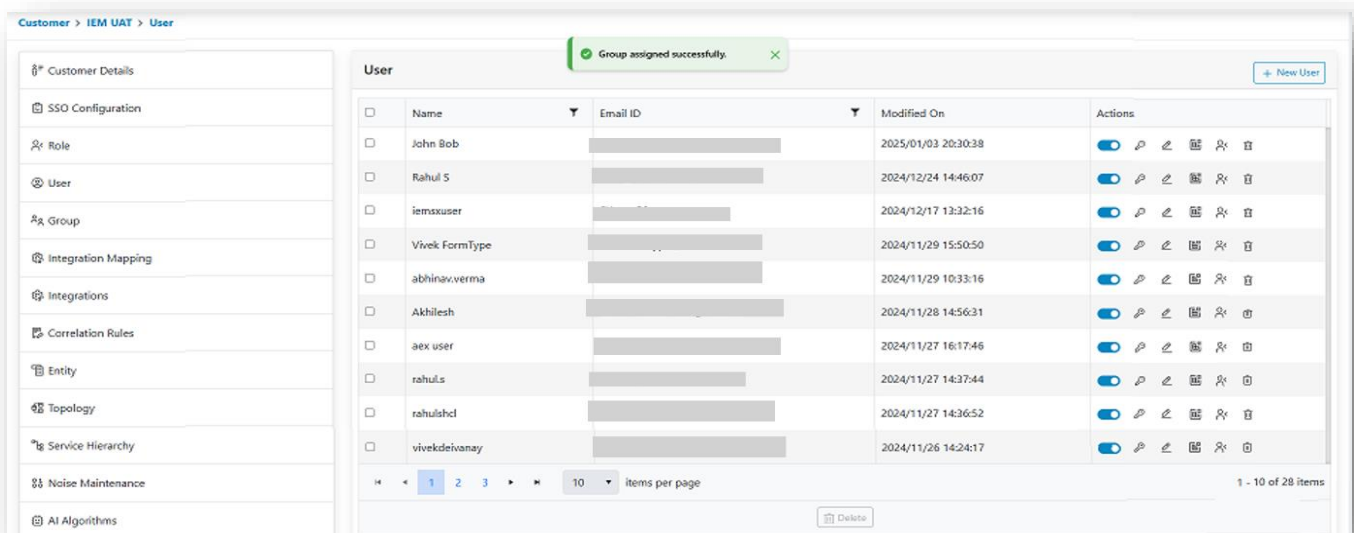 Customer > IEM UAT > User
Group assigned successfully.
Customer Details
SSO Configuration
Role
User
Group
Integration Mapping
Integrations
Correlation Rules
Entity
Topology
Service Hierarchy
Noise Maintenance
AI Algorithms
User
+ New User
Name Email ID Modified On Actions
John Bob 2025/01/03 20:30:38
Rahul S 2024/12/24 14:46:07
iemsxuser 2024/12/17 13:32:16
Vivek FormType 2024/11/29 15:50:50
abhinav.verma 2024/11/29 10:33:16
Akhilesh 2024/11/28 14:56:31
aex user 2024/11/27 16:17:46
rahul.s 2024/11/27 14:37:44
rahulshcl 2024/11/27 14:36:52
vivekdeivanay 2024/11/26 14:24:17
1 2 3 10 items per page 1 - 10 of 28 items
Delete